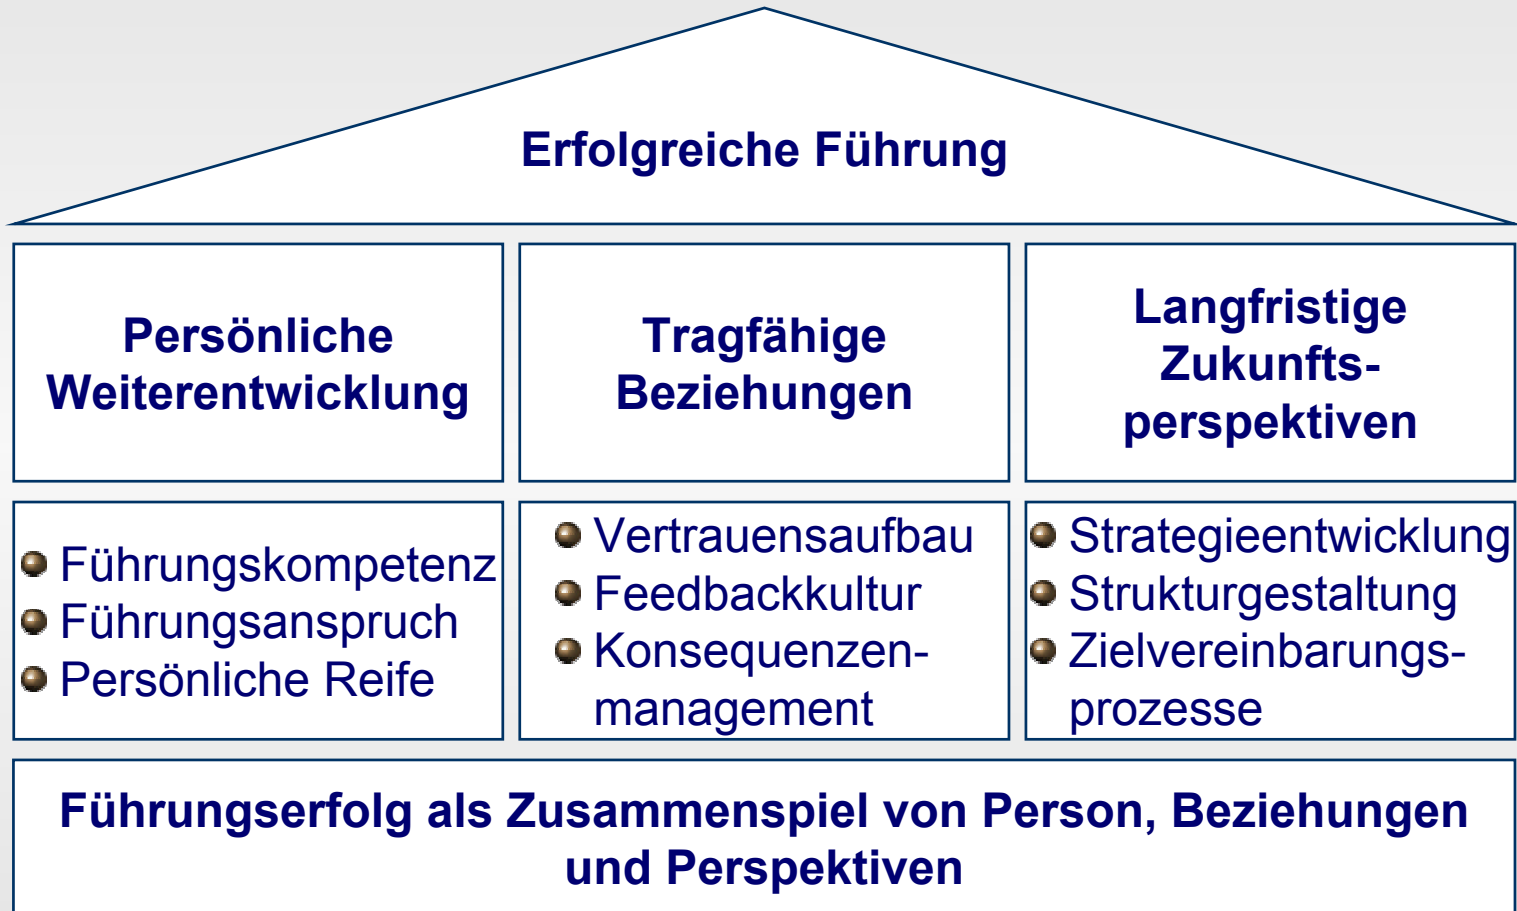 Erfolgreiche Führung
Persönliche
Weiterentwicklung
Tragfähige
Beziehungen
Langfristige
Zukunfts-
perspektiven
Führungskompetenz
Führungsanspruch
Persönliche Reife
Vertrauensaufbau
Feedbackkultur
Konsequenzen-
management
Strategieentwicklung
Strukturgestaltung
Zielvereinbarungs-
prozesse
Führungserfolg als Zusammenspiel von Person, Beziehungen
und Perspektiven